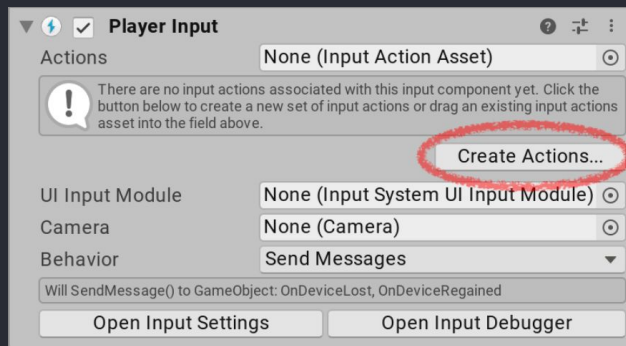 Player Input
Actions None (Input Action Asset)
There are no input actions associated with this input component yet. Click the
button below to create a new set of input actions or drag an existing input actions
asset into the field above.
Create Actions...
UI Input Module None (Input System UI Input Module)
Camera None (Camera)
Behavior Send Messages
Will SendMessage() to GameObject: OnDeviceLost, OnDeviceRegained
Open Input Settings Open Input Debugger